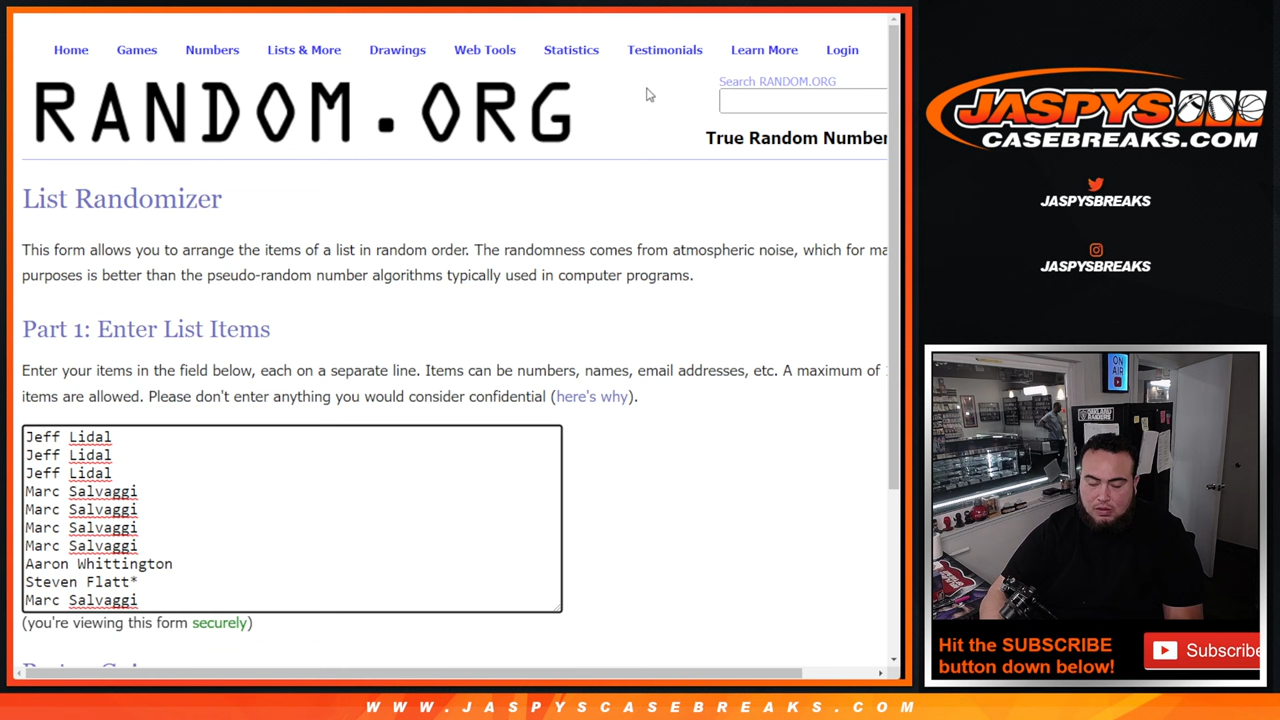 Home Games Numbers Lists & More Drawings Web Tools Statistics Testimonials Learn More Login
RANDOM.ORG
Search RANDOM.ORG
True Random Number
List Randomizer
This form allows you to arrange the items of a list in random order. The randomness comes from atmospheric noise, which for ma
purposes is better than the pseudo-random number algorithms typically used in computer programs.
Part 1: Enter List Items
Enter your items in the field below, each on a separate line. Items can be numbers, names, email addresses, etc. A maximum of
items are allowed. Please don't enter anything you would consider confidential (here's why).
Jeff Lidal
Jeff Lidal
Jeff Lidal
Marc Salvaggi
Marc Salvaggi
Marc Salvaggi
Marc Salvaggi
Aaron Whittington
Steven Flatt*
Marc Salvaggi
(you're viewing this form securely)
JASPYS
CASEBREAKS.COM
JASPYSBREAKS
JASPYSBREAKS
ON
AIR
OAKLAND
RAIDERS
Hit the SUBSCRIBE
button down below!
Subscribe
WWW.JASPYSCASEBREAKS.COM